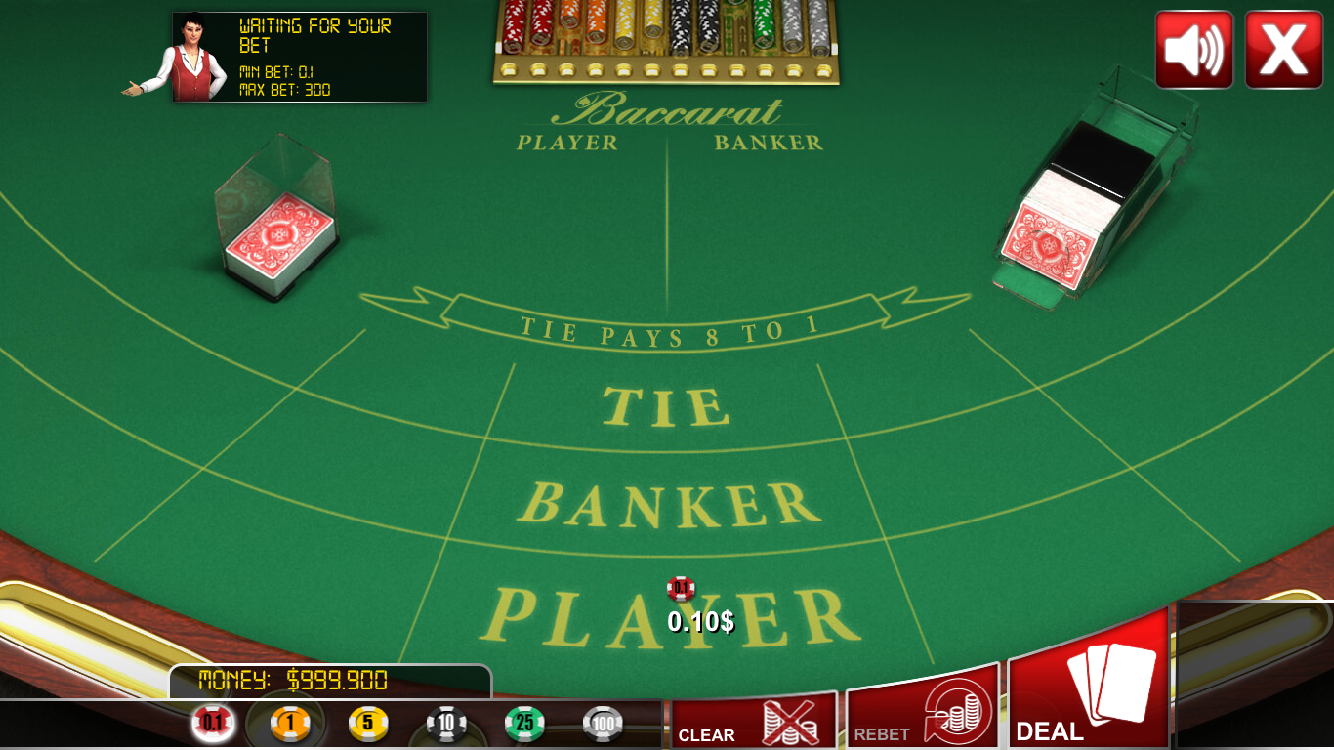 WAITING FOR YOUR
BET
MIN BET: 0.1
MAX BET: 300
X
Baccarat
PLAYER BANKER
TIE PAYS 8 TO 1
TIE
BANKER
PLAYER
0.1
0.10$
MONEY: $999.900
0.1 1 5 10 25 100
CLEAR
REBET
DEAL